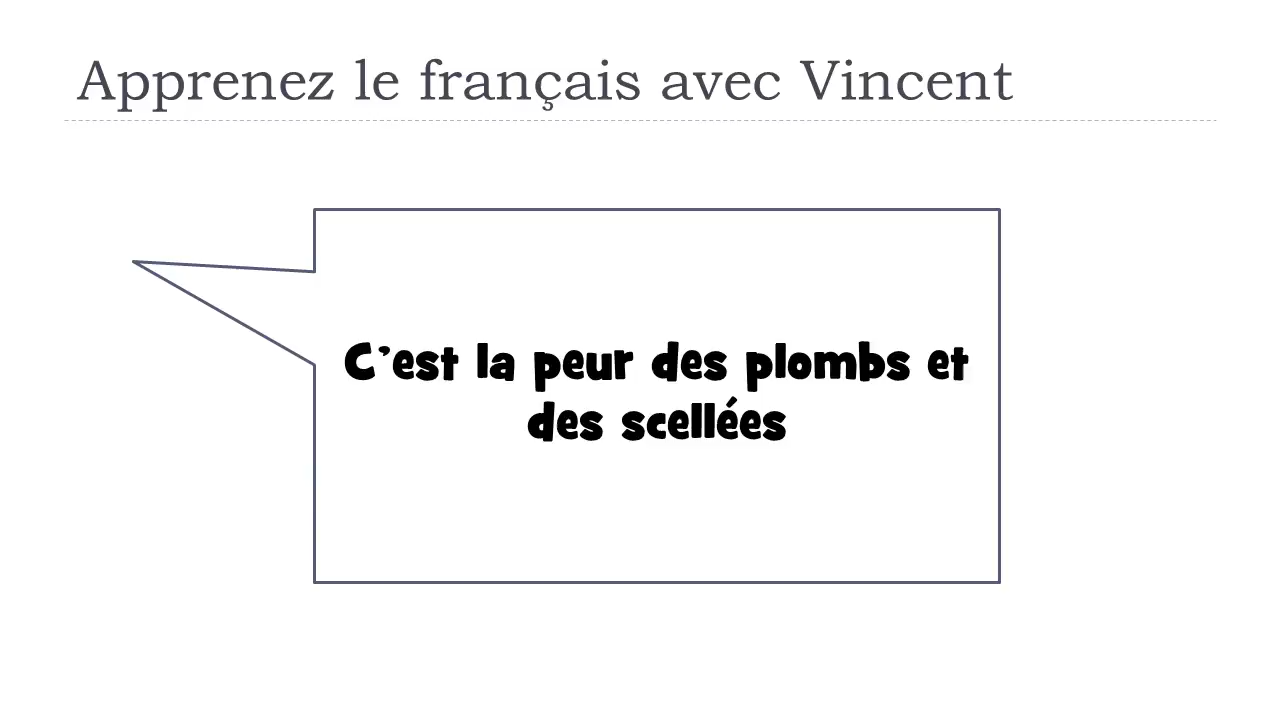 Apprenez le français avec Vincent
C'est la peur des plombs et
des scellées